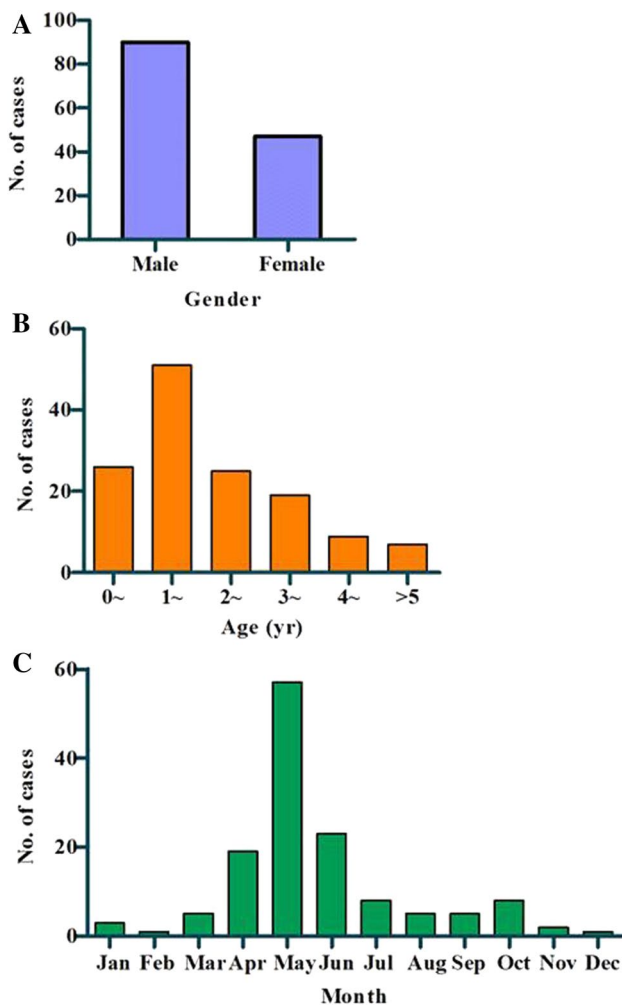 A
No. of cases
100
80
60
40
20
0
Male Female
Gender
B
No. of cases
60
40
20
0
0~ 1~ 2~ 3~ 4~ >5
Age (yr)
C
No. of cases
60
40
20
0
Jan Feb Mar Apr May Jun Jul Aug Sep Oct Nov Dec
Month